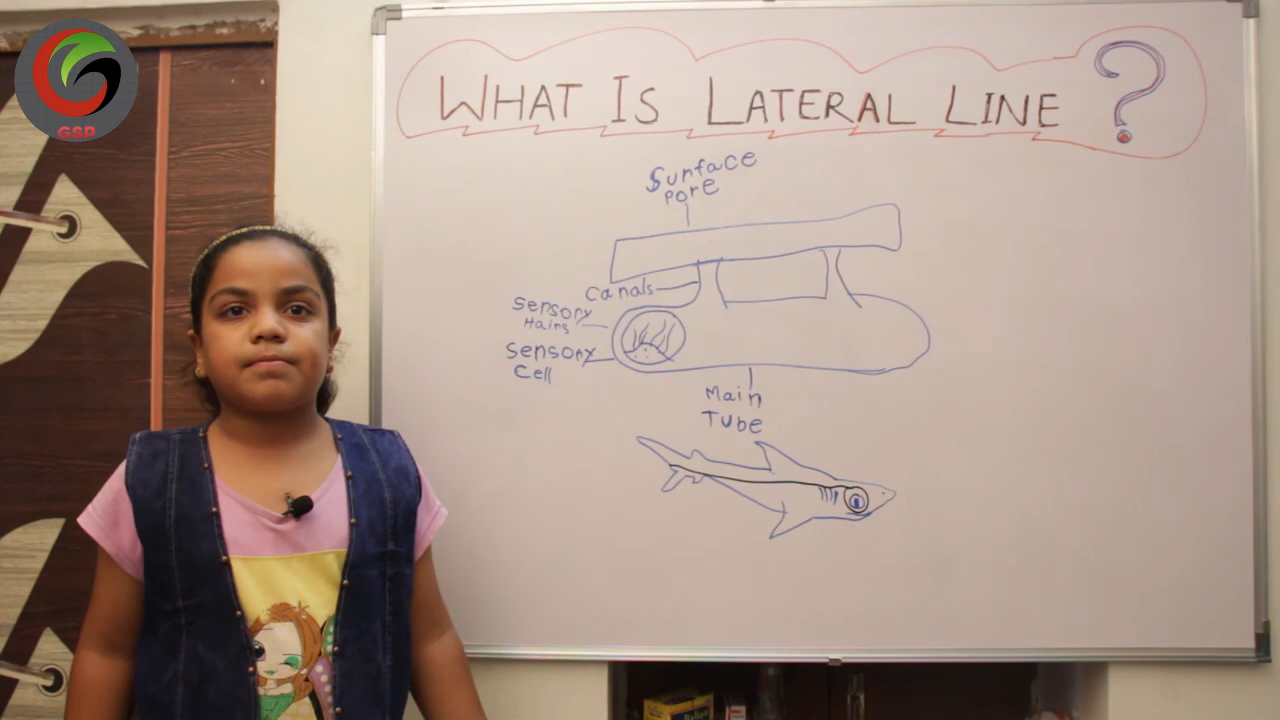 GSP
WHAT IS LATERAL LINE ?
Surface
Pore
Canals
Sensory
Hairs
Sensory
Cell
Main
Tube